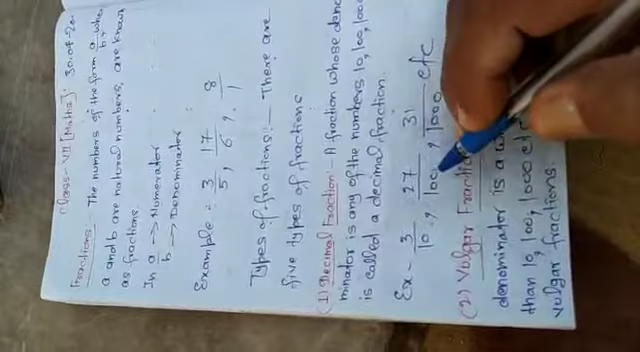 Class - VII [Maths]
Fractions:- The numbers of the form a/b, where
a and b are natural numbers, are known
as fractions
In a → Numerator
b → Denominator
Example : 3/5, 17/6, 8/1
Types of fractions:- There are
five types of fractions
(1) Decimal Fraction:- A fraction whose deno
minator is any of the numbers 10, 100, 1000
is called a decimal fraction.
Ex - 3/10, 27/100, 31/1000 etc
(2) Vulgar Fraction
denominator is a
than 10, 100, 1000 etc
vulgar fractions.